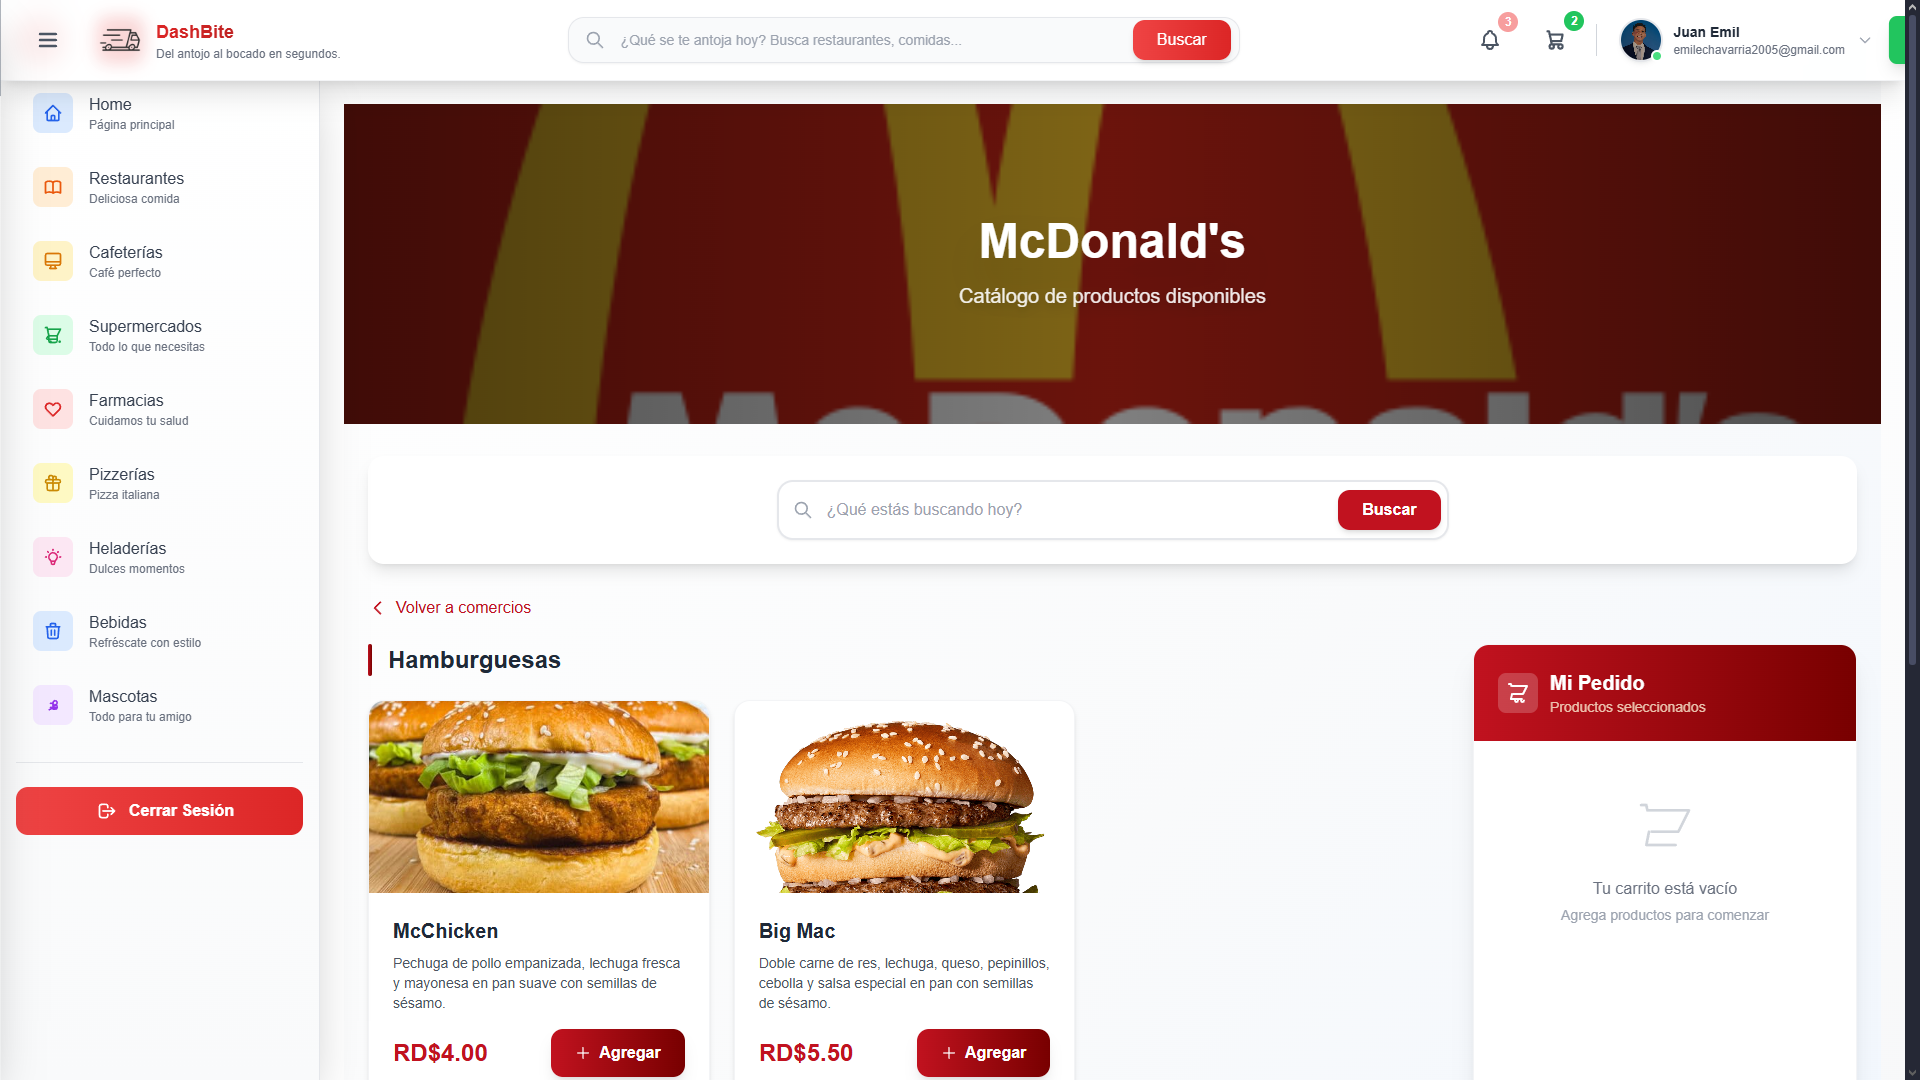 DashBite
Del antojo al bocado en segundos.
¿Qué se te antoja hoy? Busca restaurantes, comidas...
Buscar
3
2
Juan Emil
emilechavarria2005@gmail.com
Home
Página principal
Restaurantes
Deliciosa comida
Cafeterías
Café perfecto
Supermercados
Todo lo que necesitas
Farmacias
Cuidamos tu salud
Pizzerías
Pizza italiana
Heladerías
Dulces momentos
Bebidas
Refréscate con estilo
Mascotas
Todo para tu amigo
Cerrar Sesión
McDonald's
Catálogo de productos disponibles
McDonald's
¿Qué estás buscando hoy?
Buscar
Volver a comercios
Hamburguesas
McChicken
Pechuga de pollo empanizada, lechuga fresca
y mayonesa en pan suave con semillas de
sésamo.
RD$4.00
Agregar
Big Mac
Doble carne de res, lechuga, queso, pepinillos,
cebolla y salsa especial en pan con semillas
de sésamo.
RD$5.50
Agregar
Mi Pedido
Productos seleccionados
Tu carrito está vacío
Agrega productos para comenzar